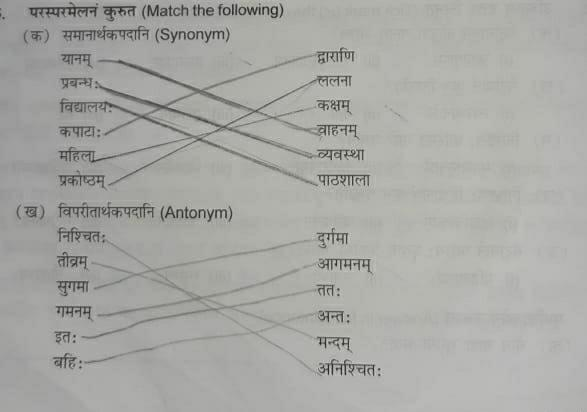 परस्परमेलनं कुरुत (Match the following)
(क) समानार्थकपदानि (Synonym)
यानम् द्वाराणि
प्रबन्धः ललना
विद्यालयः कक्षम्
कपाटाः वाहनम्
महिला व्यवस्था
प्रकोष्ठम् पाठशाला
(ख) विपरीतार्थकपदानि (Antonym)
निश्चितः दुर्गमा
तीव्रम् आगमनम्
सुगमा ततः
गमनम् अन्तः
इतः मन्दम्
बहिः अनिश्चितः